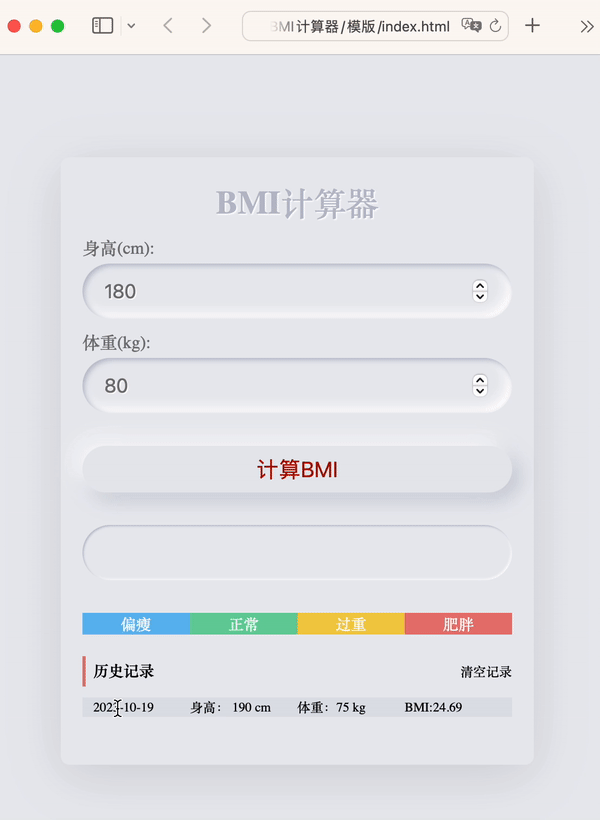 BMI计算器/模版/index.html
BMI计算器
身高(cm):
180
体重(kg):
80
计算BMI
偏瘦 正常 过重 肥胖
历史记录 清空记录
2023-10-19 身高： 190 cm 体重：75 kg BMI:24.69